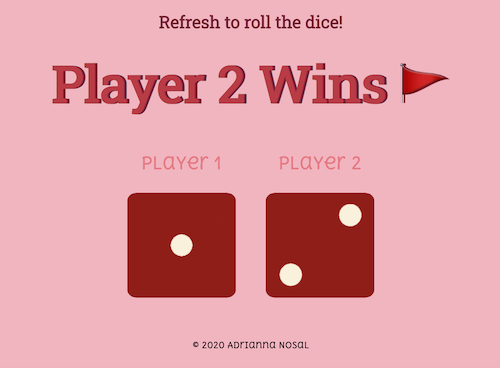 Refresh to roll the dice!
Player 2 Wins
Player 1
Player 2
© 2020 Adrianna Nosal